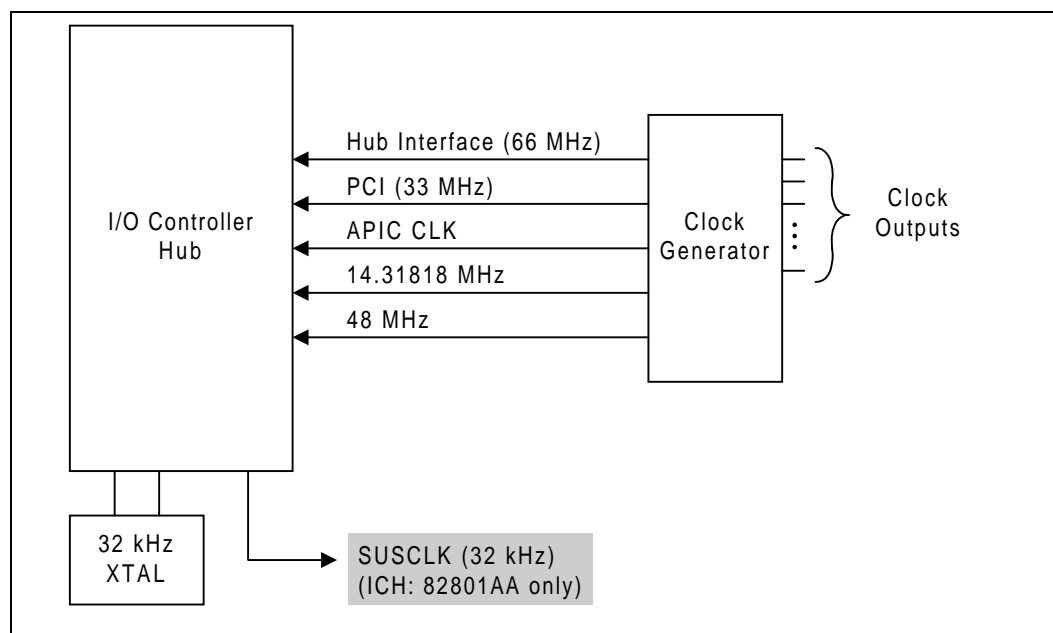 I/O Controller
Hub
Hub Interface (66 MHz)
PCI (33 MHz)
APIC CLK
14.31818 MHz
48 MHz
Clock
Generator
Clock
Outputs
32 kHz
XTAL
SUSCLK (32 kHz)
(ICH: 82801AA only)